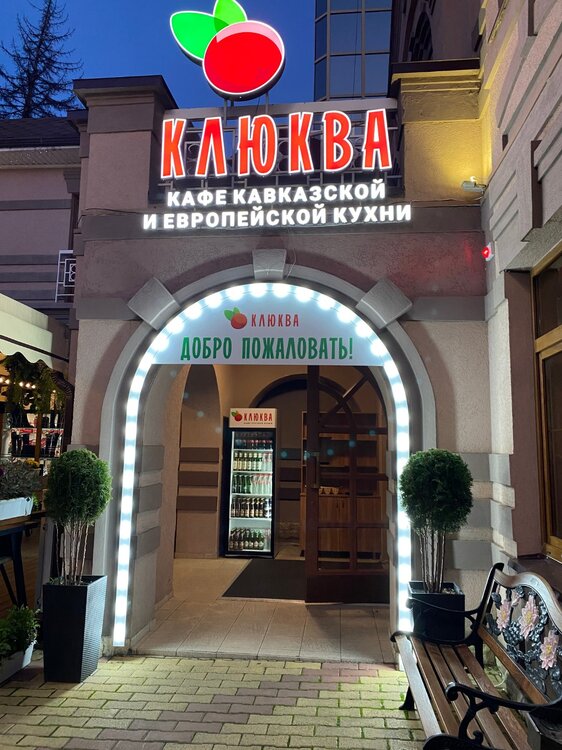 КЛЮКВА
КАФЕ КАВКАЗСКОЙ
И ЕВРОПЕЙСКОЙ КУХНИ
КЛЮКВА
ДОБРО ПОЖАЛОВАТЬ!
КЛЮКВА